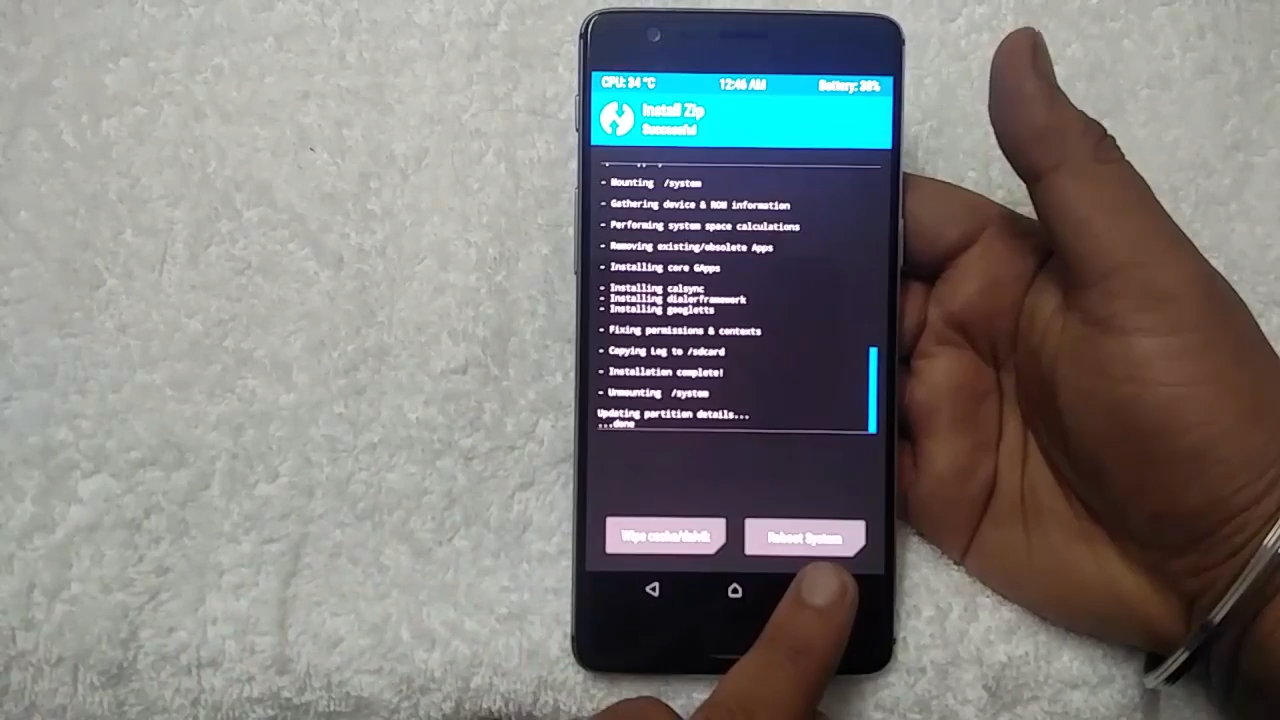 CPU: 34 °C 12:46 AM Battery: 38%
Install Zip
Successful
- Mounting /system
- Gathering device & ROM information
- Performing system space calculations
- Removing existing/obsolete Apps
- Installing core GApps
- Installing calsync
- Installing dialerframework
- Installing googletts
- Fixing permissions & contexts
- Copying Log to /sdcard
- Installation complete!
- Unmounting /system
Updating partition details...
...done
Wipe cache/dalvik Reboot System